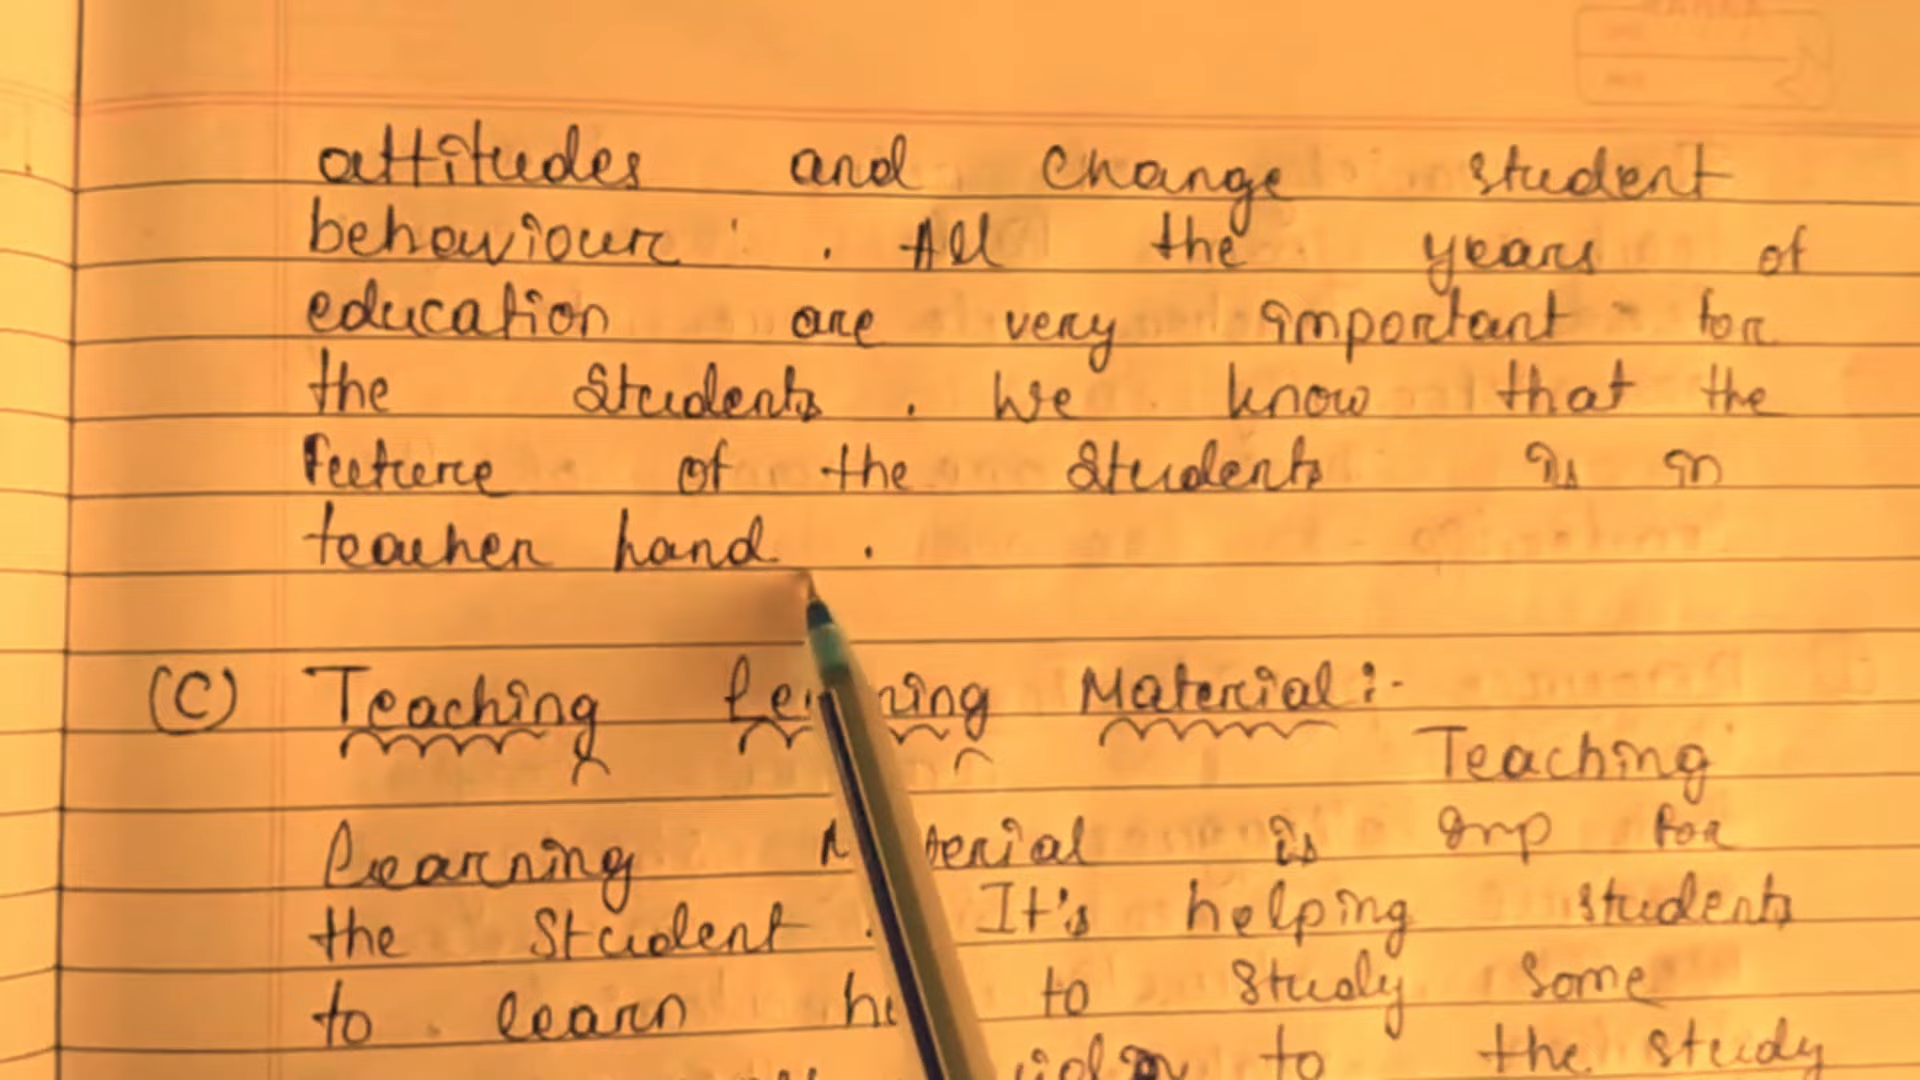 attitudes and change student
behaviour . All the years of
education are very important for
the students . We know that the
future of the students is in
teacher hand .
(C) Teaching Material :-
Teaching
learning is Imp for
the student . It's helping students
to learn to study some
to the study